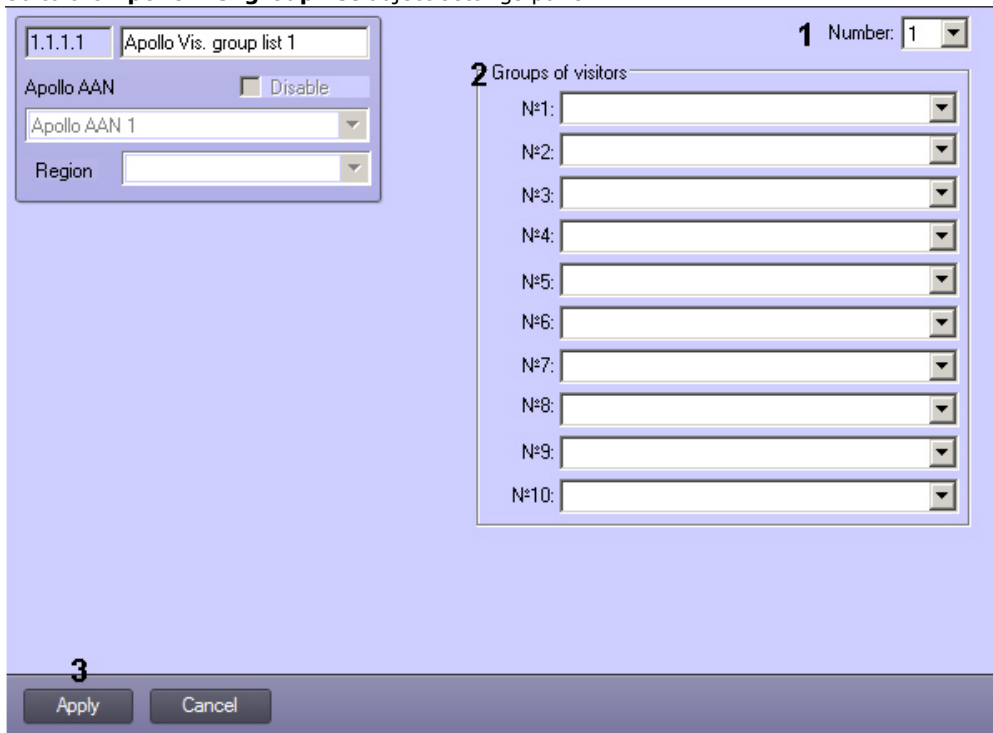 1.1.1.1 Apollo Vis. group list 1
Apollo AAN Disable
Apollo AAN 1
Region
1 Number: 1
2 Groups of visitors
Nº1:
Nº2:
Nº3:
Nº4:
Nº5:
Nº6:
Nº7:
Nº8:
Nº9:
Nº10:
3
Apply Cancel